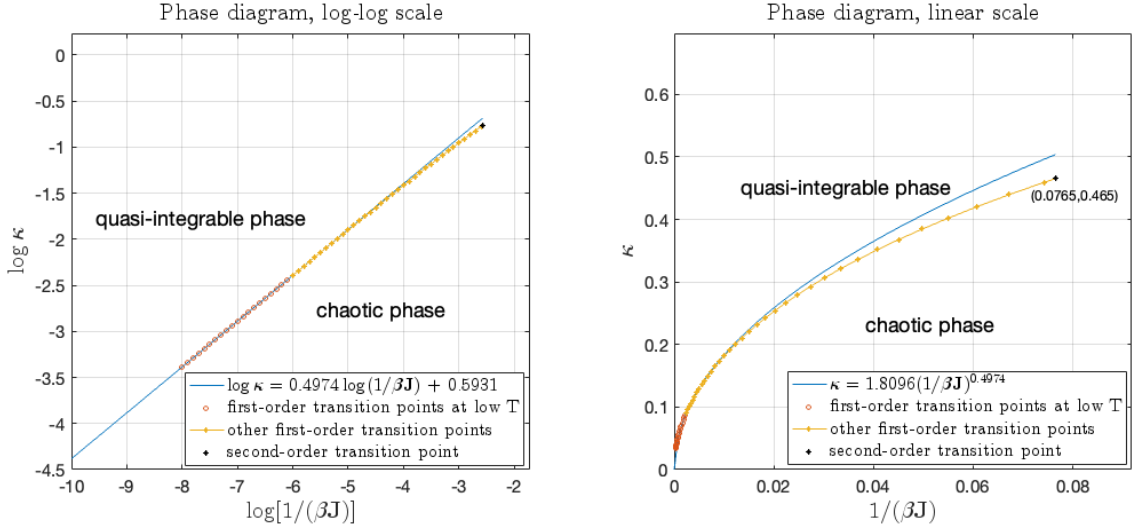 Phase diagram, log-log scale
0
-0.5
-1
-1.5
-2
-2.5
-3
-3.5
-4
-4.5
log κ
quasi-integrable phase
chaotic phase
log κ = 0.4974 log(1/βJ) + 0.5931
first-order transition points at low T
other first-order transition points
second-order transition point
-10 -9 -8 -7 -6 -5 -4 -3 -2
log[1/(βJ)]
Phase diagram, linear scale
0.6
0.5
0.4
0.3
0.2
0.1
0
κ
quasi-integrable phase
(0.0765,0.465)
chaotic phase
κ = 1.8096(1/βJ)^0.4974
first-order transition points at low T
other first-order transition points
second-order transition point
0 0.02 0.04 0.06 0.08
1/(βJ)